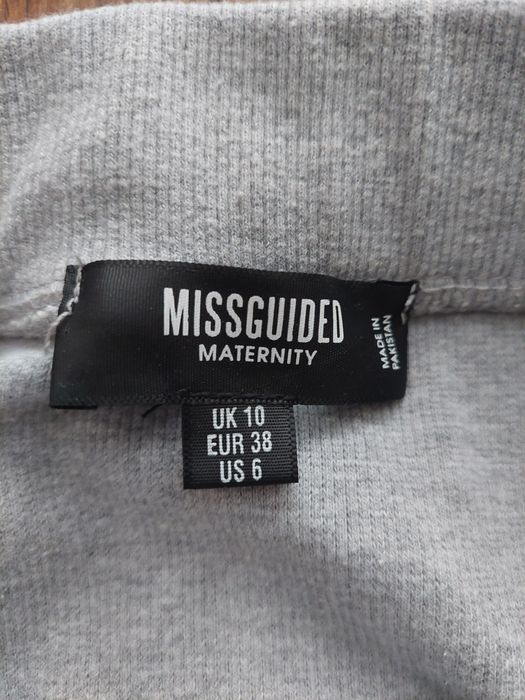 MISSGUIDED
MATERNITY
MADE IN
PAKISTAN
UK 10
EUR 38
US 6